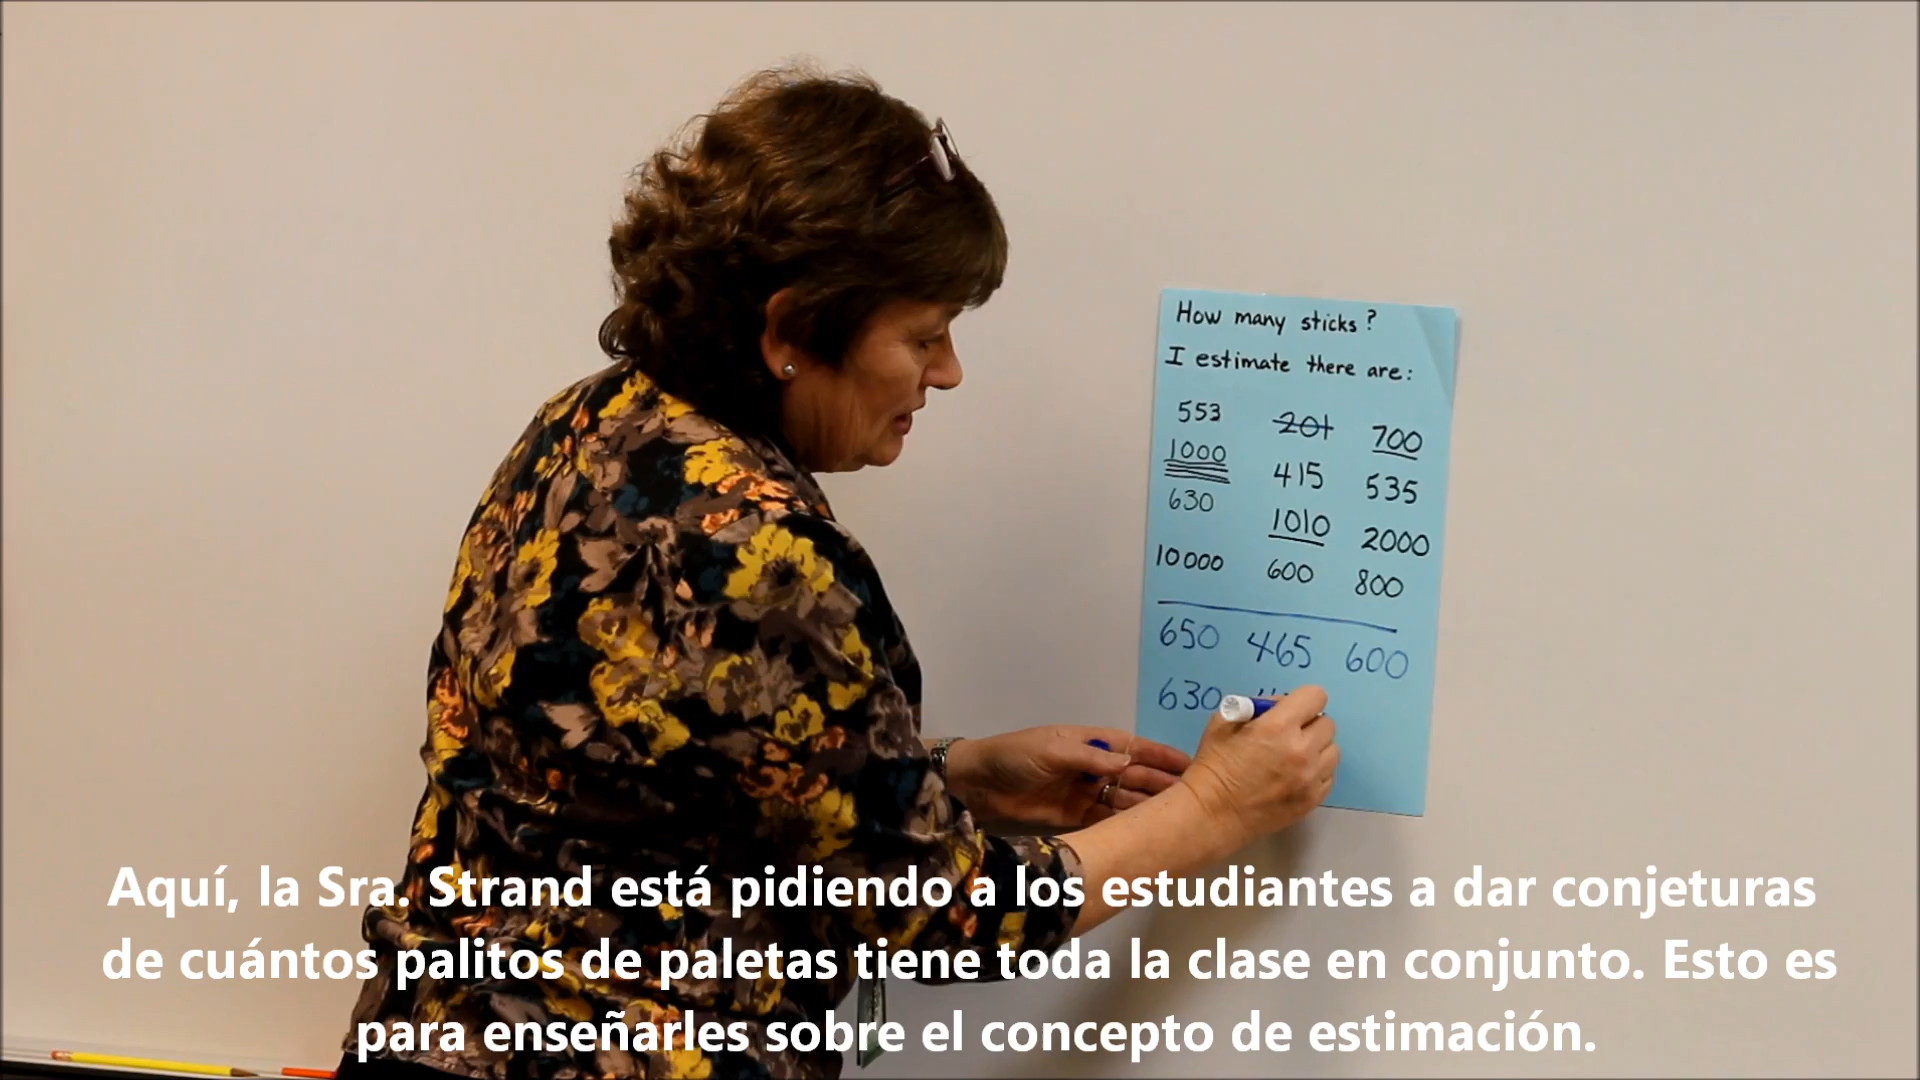 How many sticks?
I estimate there are:
553 201 700
1000 415 535
630 1010 2000
10000 600 800
650 465 600
630
Aquí, la Sra. Strand está pidiendo a los estudiantes a dar conjeturas
de cuántos palitos de paletas tiene toda la clase en conjunto. Esto es
para enseñarles sobre el concepto de estimación.